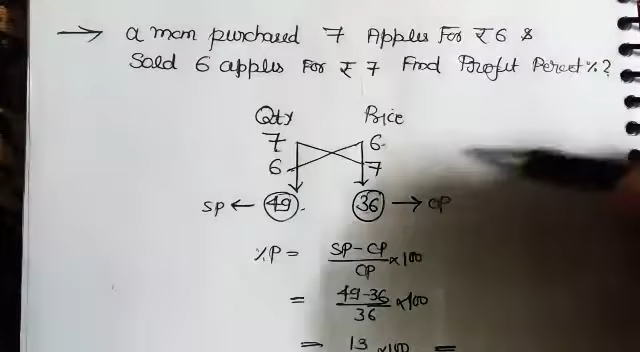 → a man purchased 7 Apples For ₹ 6 &
Sold 6 apples For ₹ 7 Find Profit Percet %?
Qty Price
7 6
6 7
SP ← 49 36 → CP
%P = SP-CP/CP × 100
= 49-36/36 × 100
= 13 × 100 =